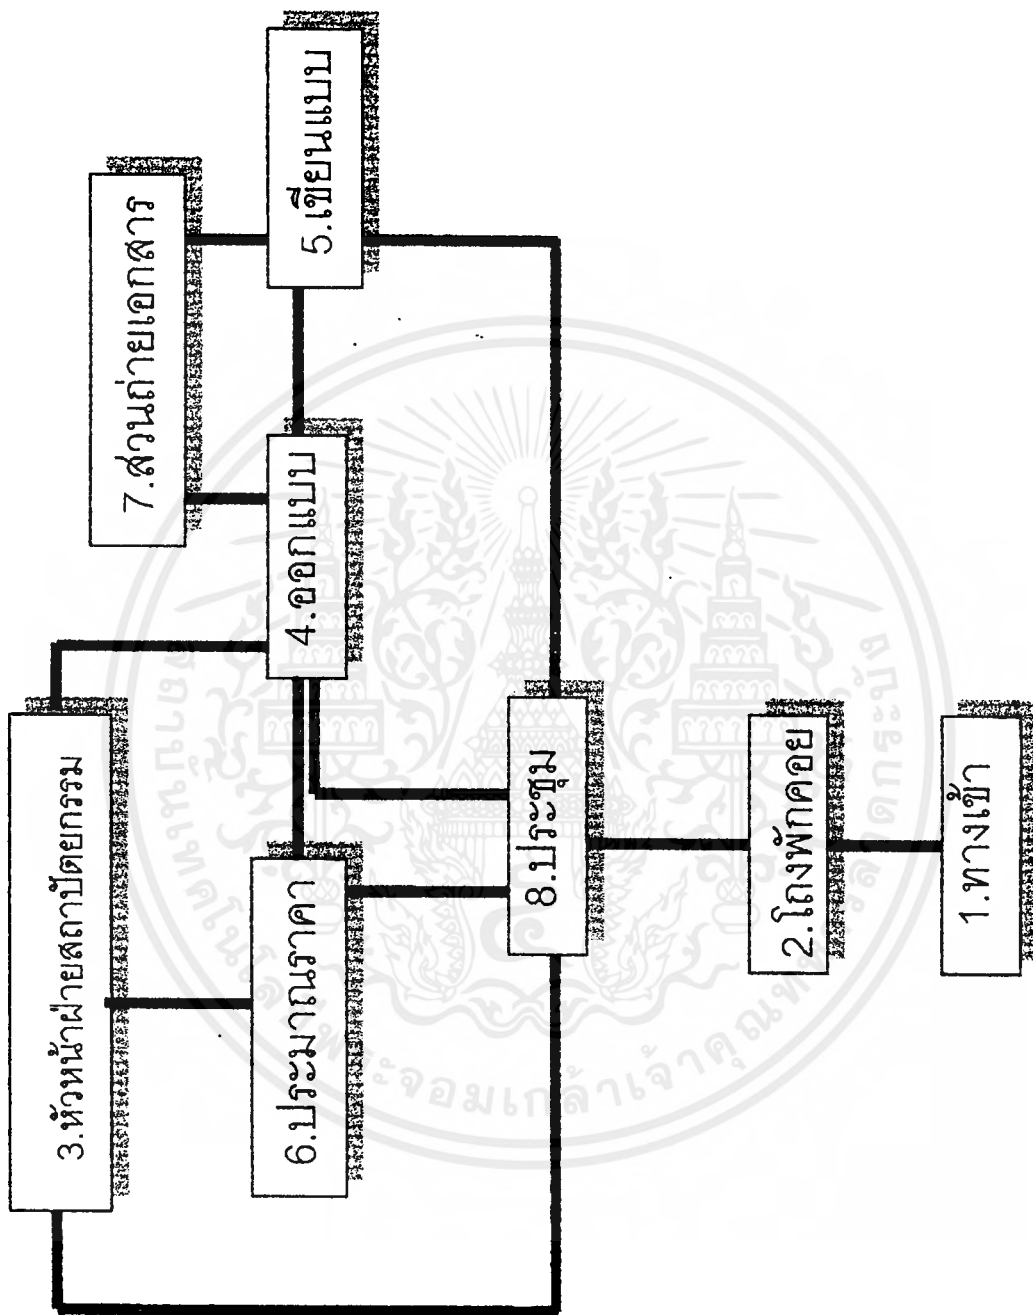 3.หัวหน้าฝ่ายสถาปัตยกรรม
7.ส่วนถ่ายเอกสาร
6.ประมาณราคา
4.ออกแบบ
5.เขียนแบบ
8.ประชุม
2.โถงพักคอย
1.ทางเข้า